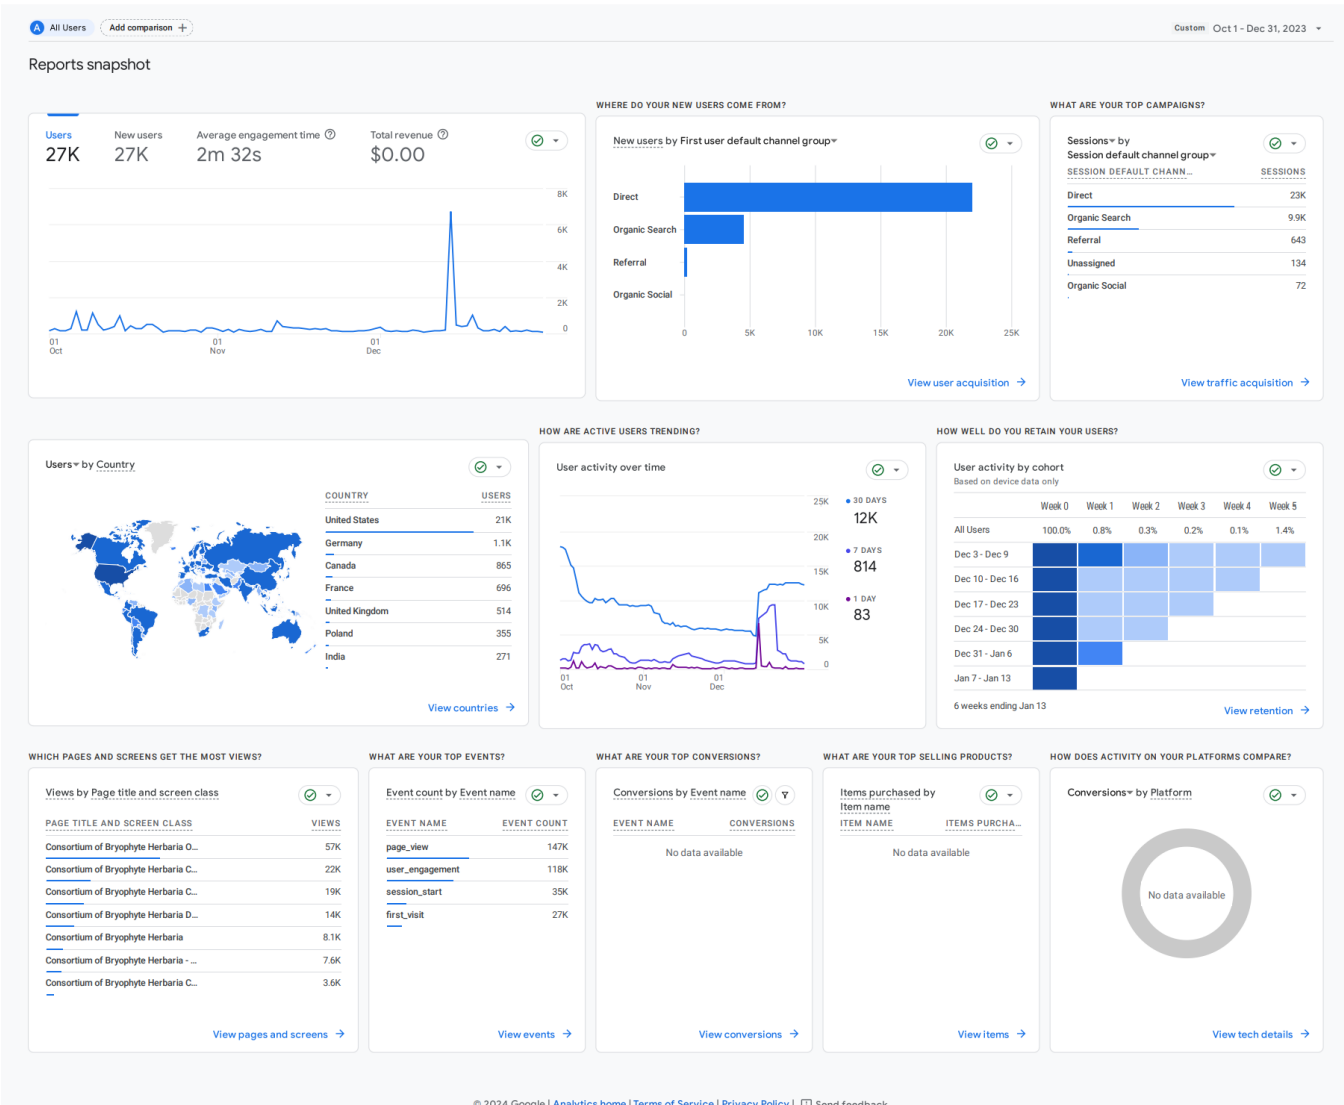 A All Users Add comparison + Custom Oct 1 - Dec 31, 2023
Reports snapshot
Users New users Average engagement time Total revenue
27K 27K 2m 32s $0.00
8K
6K
4K
2K
0
01 01 01
Oct Nov Dec
WHERE DO YOUR NEW USERS COME FROM?
New users by First user default channel group
Direct
Organic Search
Referral
Organic Social
0 5K 10K 15K 20K 25K
View user acquisition
WHAT ARE YOUR TOP CAMPAIGNS?
Sessions by
Session default channel group
SESSION DEFAULT CHANN... SESSIONS
Direct 23K
Organic Search 9.9K
Referral 643
Unassigned 134
Organic Social 72
View traffic acquisition
Users by Country
COUNTRY USERS
United States 21K
Germany 1.1K
Canada 865
France 696
United Kingdom 514
Poland 355
India 271
View countries
HOW ARE ACTIVE USERS TRENDING?
User activity over time
25K
20K
15K
10K
5K
0
01 01 01
Oct Nov Dec
30 DAYS
12K
7 DAYS
814
1 DAY
83
HOW WELL DO YOU RETAIN YOUR USERS?
User activity by cohort
Based on device data only
Week 0 Week 1 Week 2 Week 3 Week 4 Week 5
All Users 100.0% 0.8% 0.3% 0.2% 0.1% 1.4%
Dec 3 - Dec 9
Dec 10 - Dec 16
Dec 17 - Dec 23
Dec 24 - Dec 30
Dec 31 - Jan 6
Jan 7 - Jan 13
6 weeks ending Jan 13
View retention
WHICH PAGES AND SCREENS GET THE MOST VIEWS?
Views by Page title and screen class
PAGE TITLE AND SCREEN CLASS VIEWS
Consortium of Bryophyte Herbaria O... 57K
Consortium of Bryophyte Herbaria C... 22K
Consortium of Bryophyte Herbaria C... 19K
Consortium of Bryophyte Herbaria D... 14K
Consortium of Bryophyte Herbaria 8.1K
Consortium of Bryophyte Herbaria - ... 7.6K
Consortium of Bryophyte Herbaria C... 3.6K
View pages and screens
WHAT ARE YOUR TOP EVENTS?
Event count by Event name
EVENT NAME EVENT COUNT
page_view 147K
user_engagement 118K
session_start 35K
first_visit 27K
View events
WHAT ARE YOUR TOP CONVERSIONS?
Conversions by Event name
EVENT NAME CONVERSIONS
No data available
View conversions
WHAT ARE YOUR TOP SELLING PRODUCTS?
Items purchased by
Item name
ITEM NAME ITEMS PURCHA...
No data available
View items
HOW DOES ACTIVITY ON YOUR PLATFORMS COMPARE?
Conversions by Platform
No data available
View tech details
© 2024 Google | Analytics home | Terms of Service | Privacy Policy | Send feedback